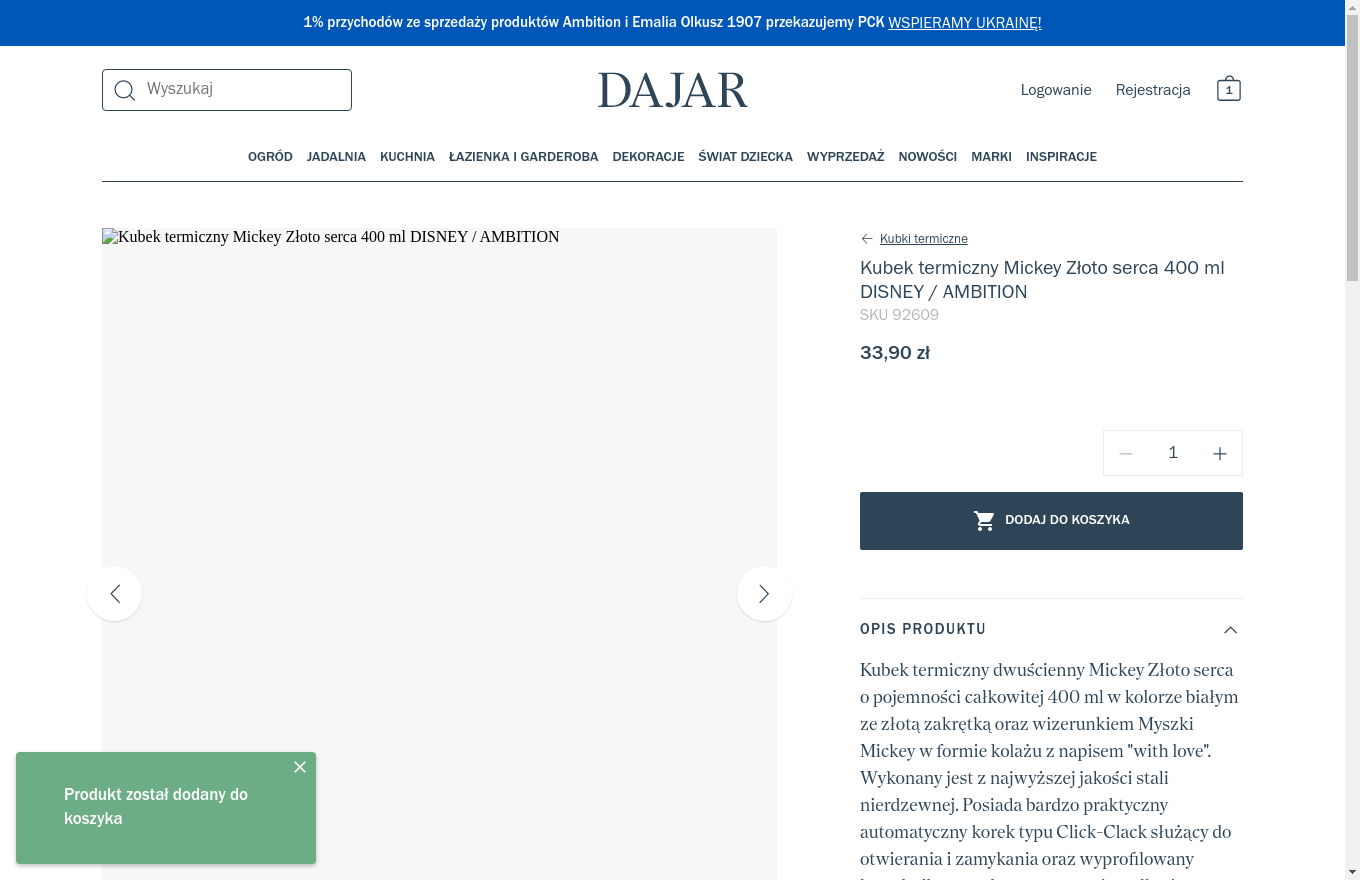 1% przychodów ze sprzedaży produktów Ambition i Emalia Olkusz 1907 przekazujemy PCK WSPIERAMY UKRAINĘ!
Wyszukaj
DAJAR
Logowanie
Rejestracja
1
OGRÓD JADALNIA KUCHNIA ŁAZIENKA I GARDEROBA DEKORACJE ŚWIAT DZIECKA WYPRZEDAŻ NOWOŚCI MARKI INSPIRACJE
Kubek termiczny Mickey Złoto serca 400 ml DISNEY / AMBITION
Kubki termiczne
Kubek termiczny Mickey Złoto serca 400 ml
DISNEY / AMBITION
SKU 92609
33,90 zł
1
DODAJ DO KOSZYKA
OPIS PRODUKTU
Kubek termiczny dwuścienny Mickey Złoto serca
o pojemności całkowitej 400 ml w kolorze białym
ze złotą zakrętką oraz wizerunkiem Myszki
Mickey w formie kolażu z napisem "with love".
Wykonany jest z najwyższej jakości stali
nierdzewnej. Posiada bardzo praktyczny
automatyczny korek typu Click-Clack służący do
otwierania i zamykania oraz wyprofilowany
Produkt został dodany do
koszyka